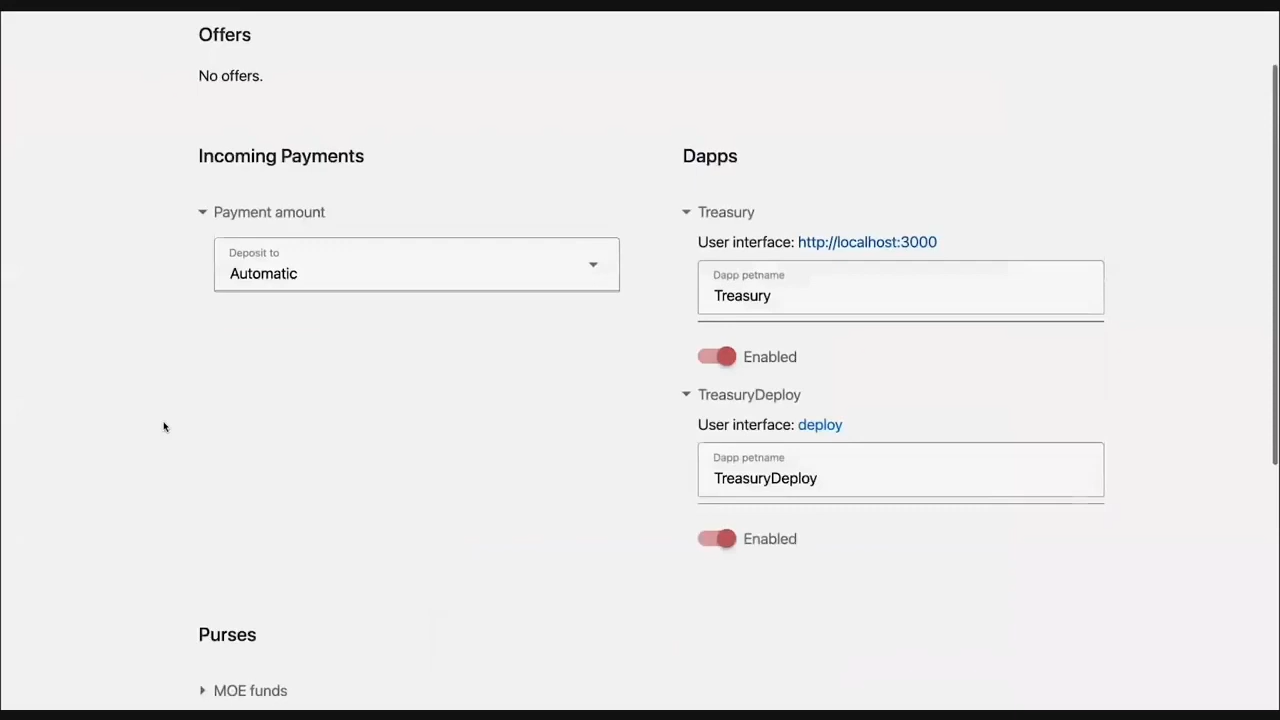 Offers
No offers.
Incoming Payments
Payment amount
Deposit to
Automatic
Dapps
Treasury
User interface: http://localhost:3000
Dapp petname
Treasury
Enabled
TreasuryDeploy
User interface: deploy
Dapp petname
TreasuryDeploy
Enabled
Purses
MOE funds